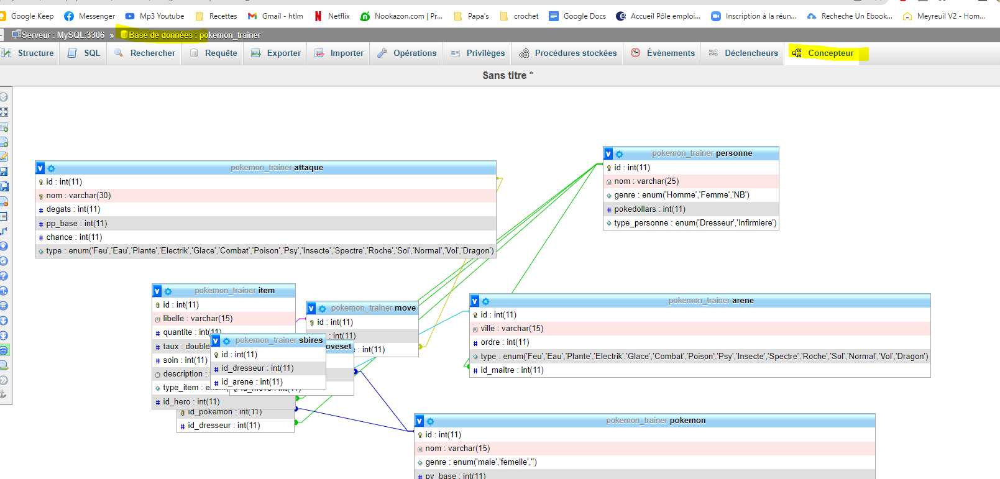 Google Keep Messenger Mp3 Youtube Recettes Gmail - htlm Netflix Nookazon.com | Pr... Papa's crochet Google Docs Accueil Pôle emploi... Inscription à la réun... Recheche Un Ebook... Meyreuil V2 - Hom...
Serveur : MySQL:3306 » Base de données : pokemon_trainer
Structure SQL Rechercher Requête Exporter Importer Opérations Privilèges Procédures stockées Évènements Déclencheurs Concepteur
Sans titre *
pokemon_trainer personne
id : int(11)
nom : varchar(25)
genre : enum('Homme','Femme','NB')
pokedollars : int(11)
type_personne : enum('Dresseur','Infirmiere')
pokemon_trainer attaque
id : int(11)
nom : varchar(30)
degats : int(11)
pp_base : int(11)
chance : int(11)
type : enum('Feu','Eau','Plante','Electrik','Glace','Combat','Poison','Psy','Insecte','Spectre','Roche','Sol','Normal','Vol','Dragon')
pokemon_trainer item
id : int(11)
libelle : varchar(15)
quantite : int(11)
taux : double
soin : int(11)
description :
type_item :
id_hero : int(11)
id_pokemon : int(11)
id_dresseur : int(11)
pokemon_trainer move
id : int(11)
: int(11)
: int(11)
pokemon_trainer sbires
id : int(11)
id_dresseur : int(11)
id_arene : int(11)
oveset
pokemon_trainer arene
id : int(11)
ville : varchar(15)
ordre : int(11)
type : enum('Feu','Eau','Plante','Electrik','Glace','Combat','Poison','Psy','Insecte','Spectre','Roche','Sol','Normal','Vol','Dragon')
id_maitre : int(11)
pokemon_trainer pokemon
id : int(11)
nom : varchar(15)
genre : enum('male','femelle','')
pv_base : int(11)